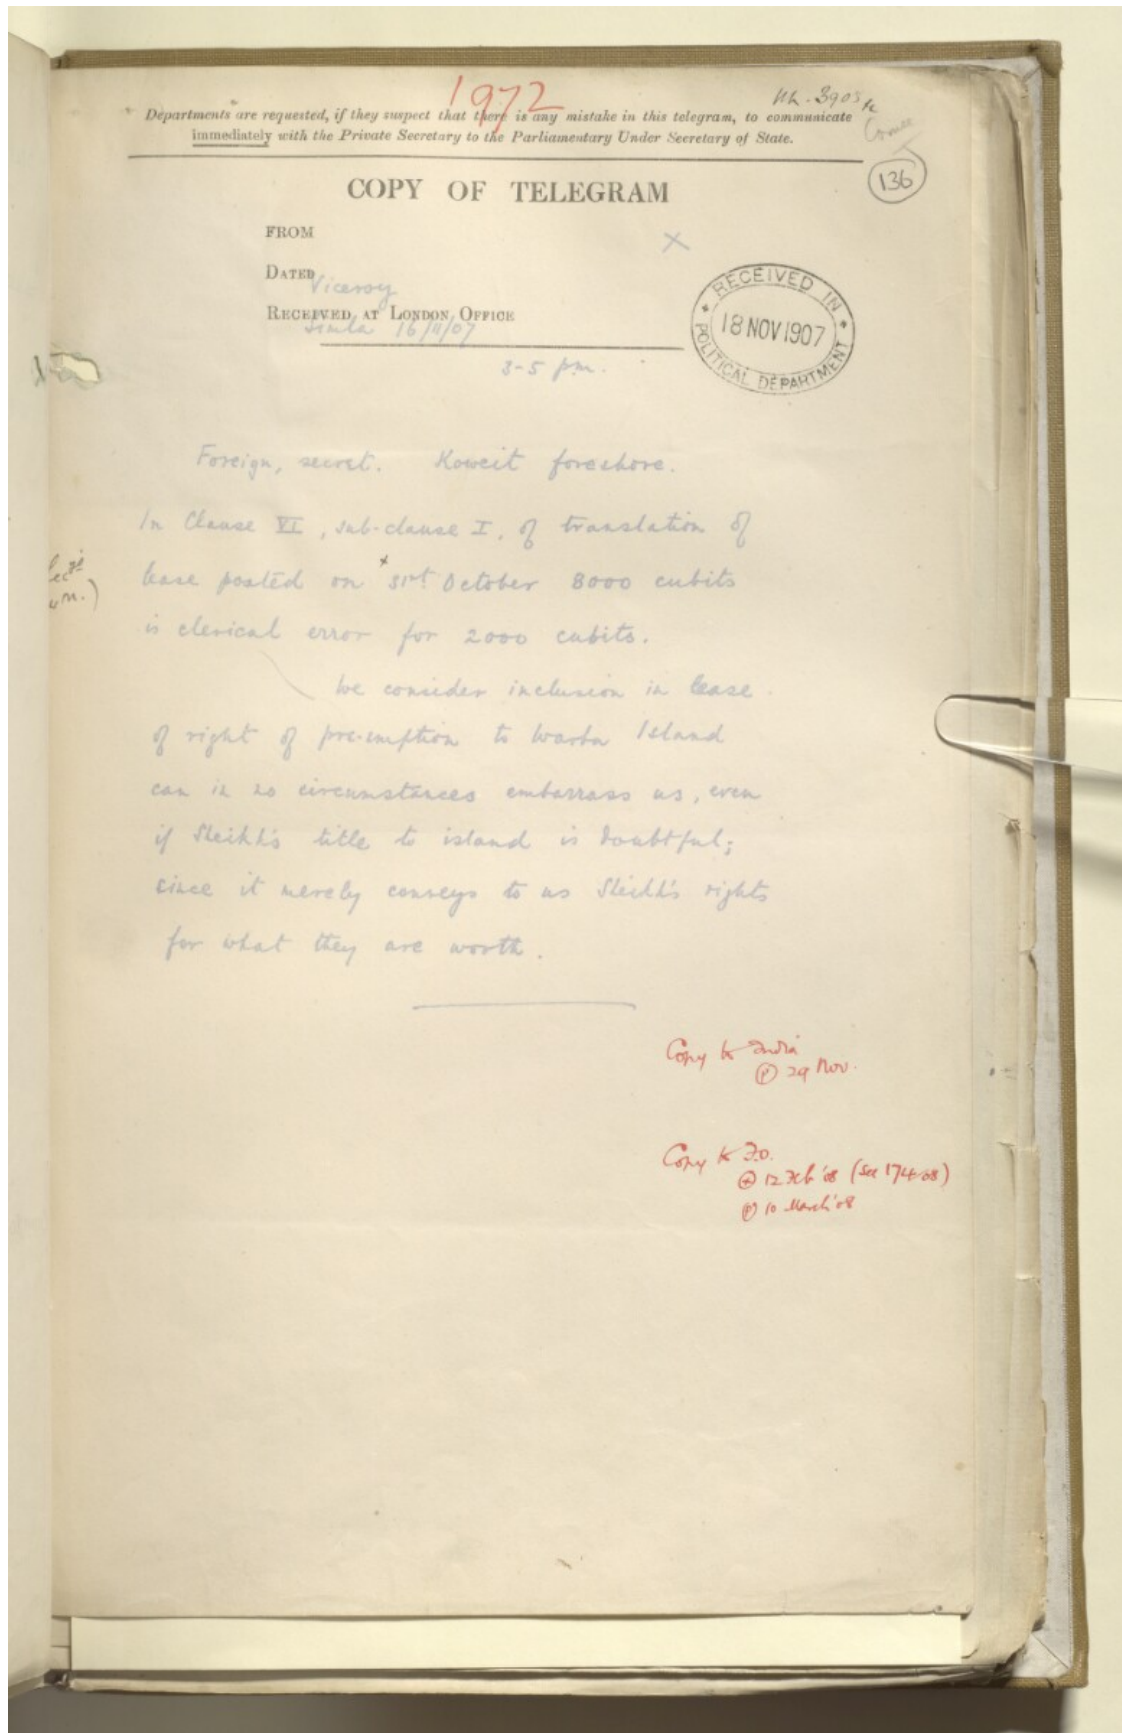 1972
Departments are requested, if they suspect that there is any mistake in this telegram, to communicate
immediately with the Private Secretary to the Parliamentary Under Secretary of State.
136
COPY OF TELEGRAM
FROM
DATED
Viceroy
RECEIVED AT LONDON OFFICE
Simla 16/11/07
RECEIVED IN
18 NOV 1907
POLITICAL DEPARTMENT
3-5 pm.
Foreign, secret. Koweit foreshore.
In Clause VI, sub-clause I, of translation of
lease posted on 31st October 8000 cubits
is clerical error for 2000 cubits.
We consider inclusion in lease
of right of pre-emption to Warba Island
can in no circumstances embarrass us, even
if Sheikh's title to island is doubtful;
since it merely conveys to us Sheikh's rights
for what they are worth.
Copy to India
29 Nov.
Copy to F.O.
12 Feb '08 (See 174-08)
10 March '08